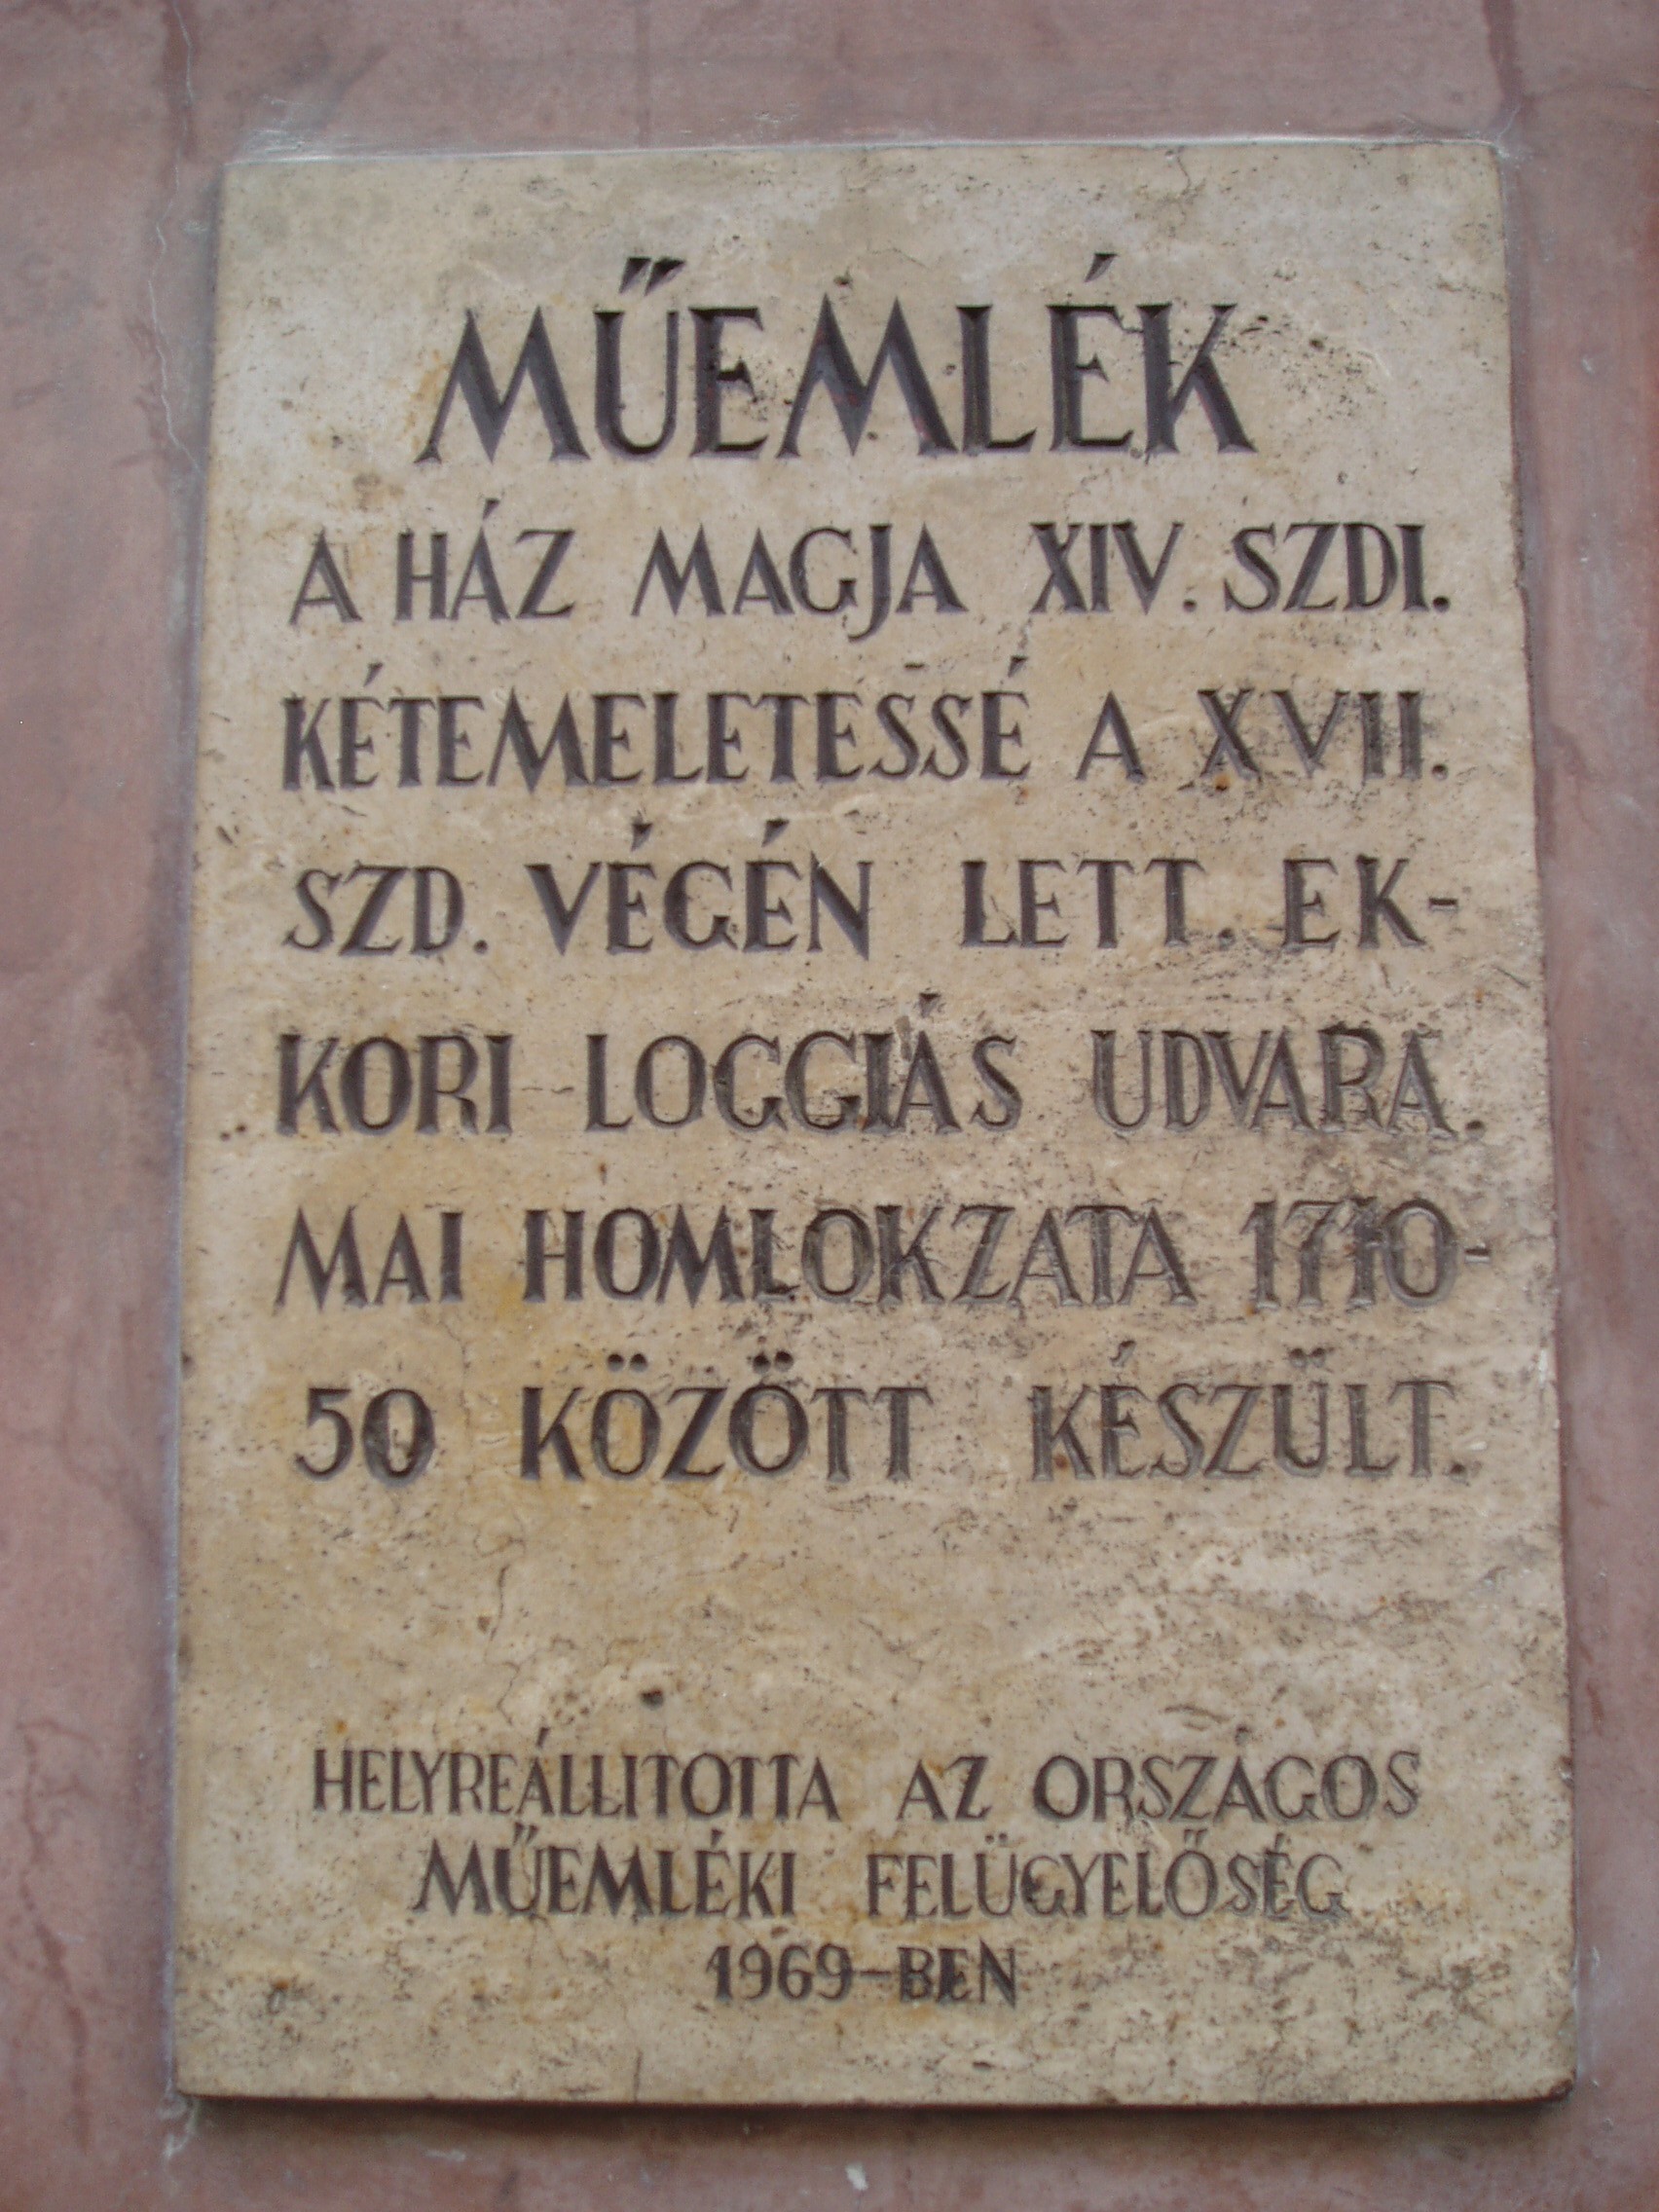 MŰEMLÉK
A HÁZ MAGJA XIV. SZDI.
KÉTEMELETESSÉ A XVII.
SZD. VÉGÉN LETT. EK-
KORI LOGGIÁS UDVARA.
MAI HOMLOKZATA 1710-
50 KÖZÖTT KÉSZÜLT.
HELYREÁLLITOTTA AZ ORSZÁGOS
MŰEMLÉKI FELÜGYELŐSÉG
1969-BEN